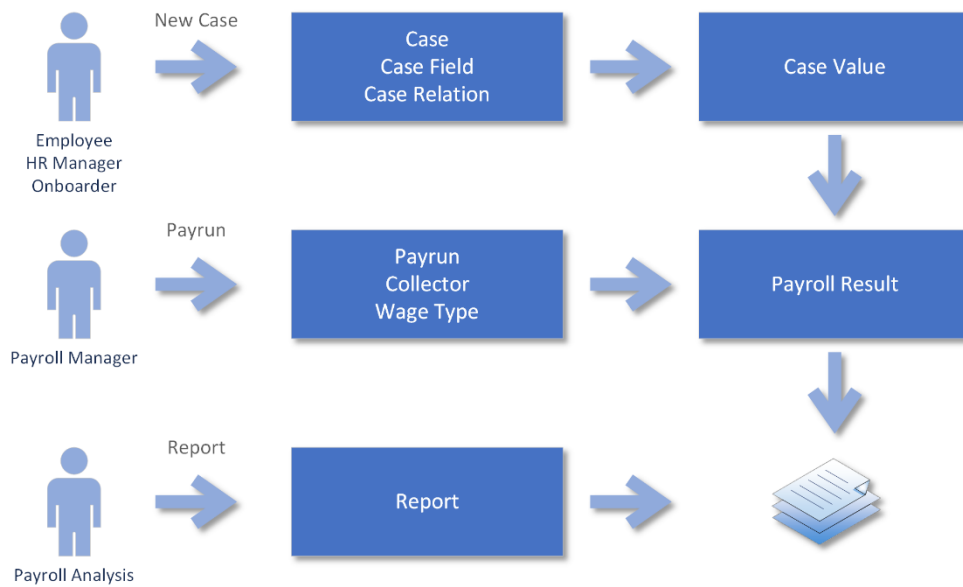 New Case
Case
Case Field
Case Relation
Case Value
Employee
HR Manager
Onboarder
Payrun
Payrun
Collector
Wage Type
Payroll Result
Payroll Manager
Report
Report
Payroll Analysis